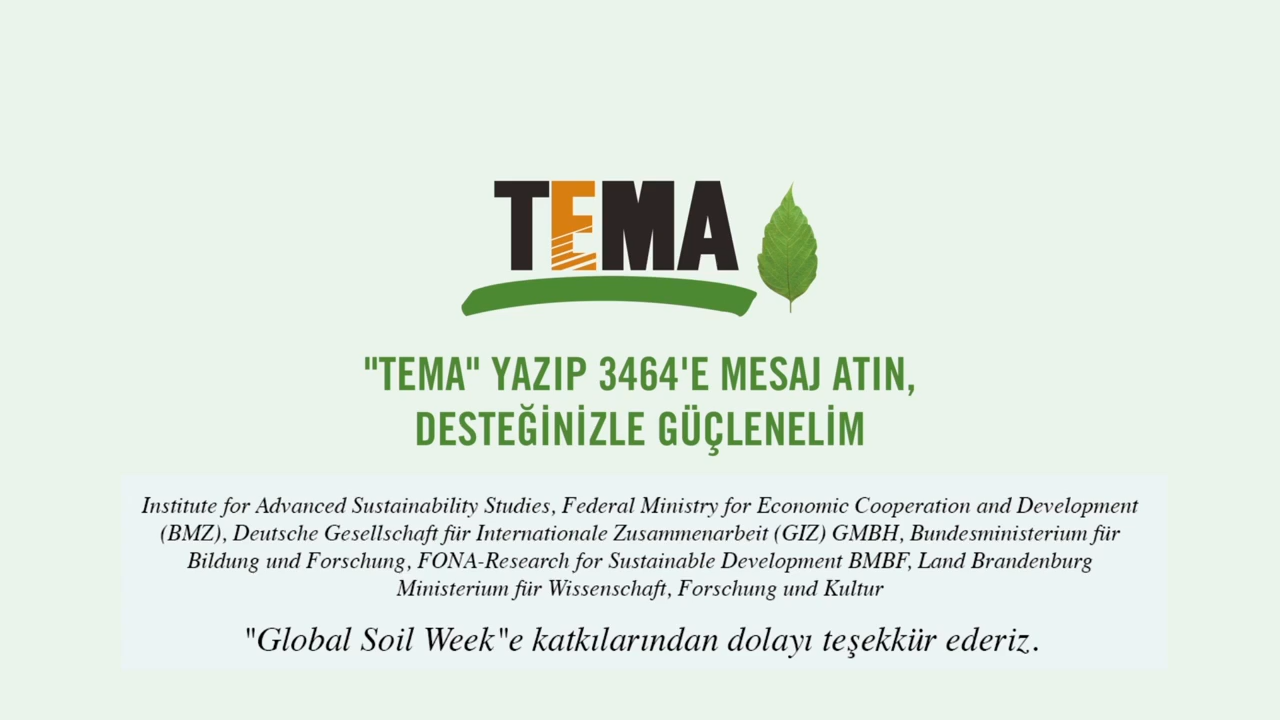 TEMA
"TEMA" YAZIP 3464'E MESAJ ATIN,
DESTEĞİNİZLE GÜÇLENELİM
Institute for Advanced Sustainability Studies, Federal Ministry for Economic Cooperation and Development
(BMZ), Deutsche Gesellschaft für Internationale Zusammenarbeit (GIZ) GMBH, Bundesministerium für
Bildung und Forschung, FONA-Research for Sustainable Development BMBF, Land Brandenburg
Ministerium für Wissenschaft, Forschung und Kultur
"Global Soil Week"e katkılarından dolayı teşekkür ederiz.